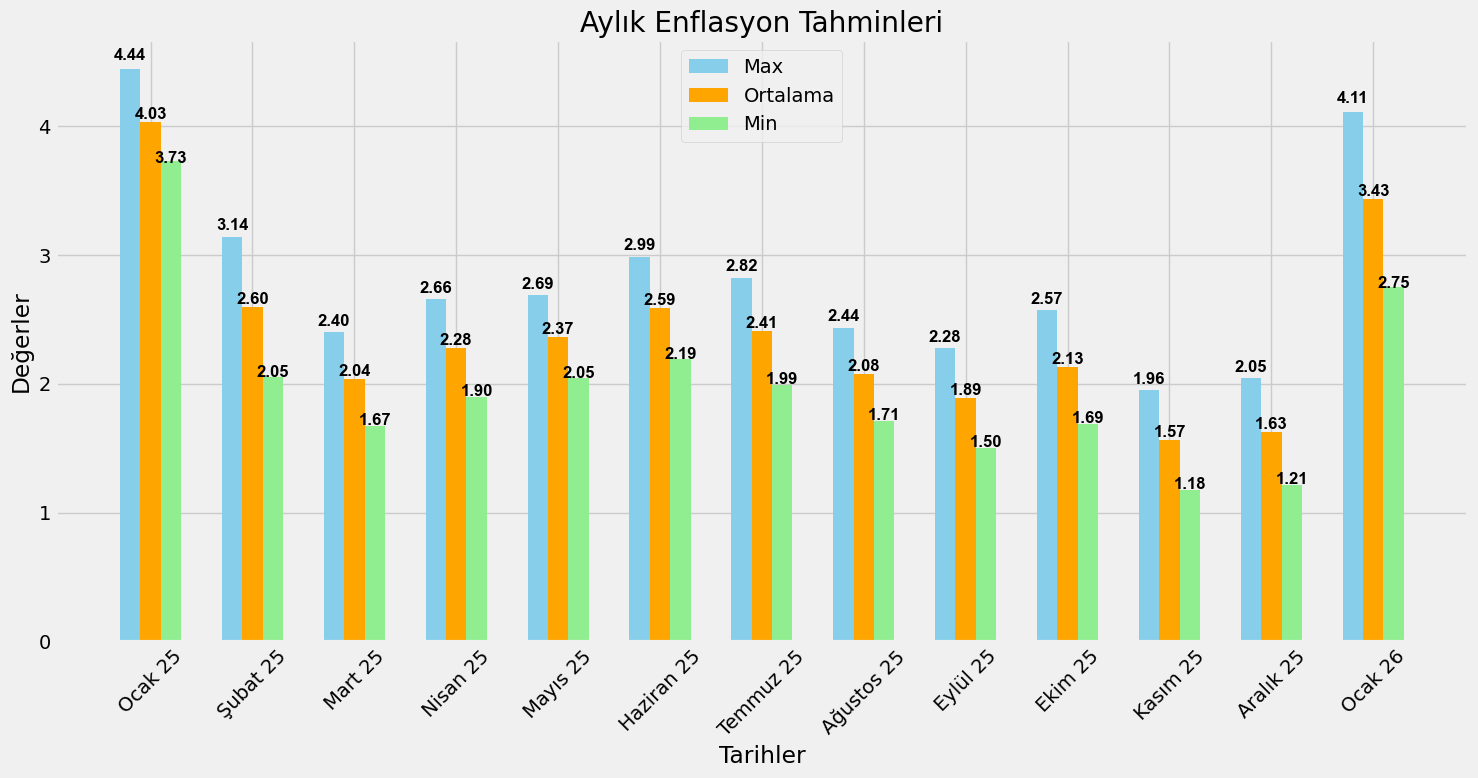 Aylık Enflasyon Tahminleri
Max
Ortalama
Min
Değerler
4
3
2
1
0
4.44
4.03
3.73
3.14
2.60
2.05
2.40
2.04
1.67
2.66
2.28
1.90
2.69
2.37
2.05
2.99
2.59
2.19
2.82
2.41
1.99
2.44
2.08
1.71
2.28
1.89
1.50
2.57
2.13
1.69
1.96
1.57
1.18
2.05
1.63
1.21
4.11
3.43
2.75
Ocak 25
Şubat 25
Mart 25
Nisan 25
Mayıs 25
Haziran 25
Temmuz 25
Ağustos 25
Eylül 25
Ekim 25
Kasım 25
Aralık 25
Ocak 26
Tarihler